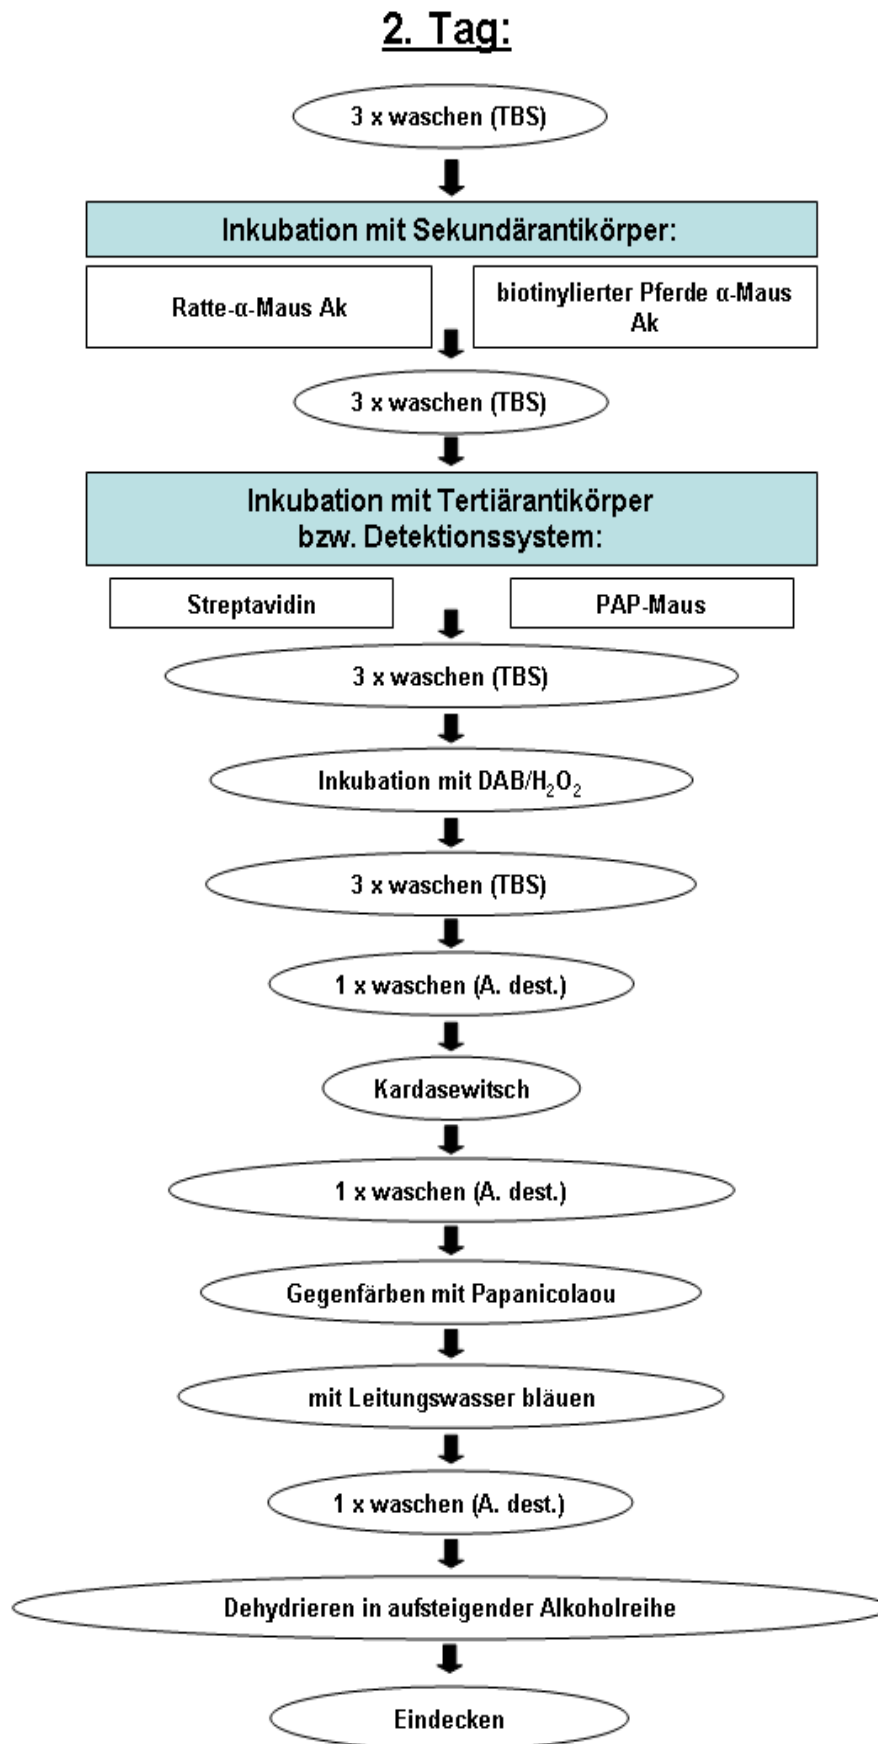 2. Tag:
3 x waschen (TBS)
Inkubation mit Sekundärantikörper:
Ratte-α-Maus Ak
biotinylierter Pferde α-Maus
Ak
3 x waschen (TBS)
Inkubation mit Tertiärantikörper
bzw. Detektionssystem:
Streptavidin
PAP-Maus
3 x waschen (TBS)
Inkubation mit DAB/H₂O₂
3 x waschen (TBS)
1 x waschen (A. dest.)
Kardasewitsch
1 x waschen (A. dest.)
Gegenfärben mit Papanicolaou
mit Leitungswasser bläuen
1 x waschen (A. dest.)
Dehydrieren in aufsteigender Alkoholreihe
Eindecken